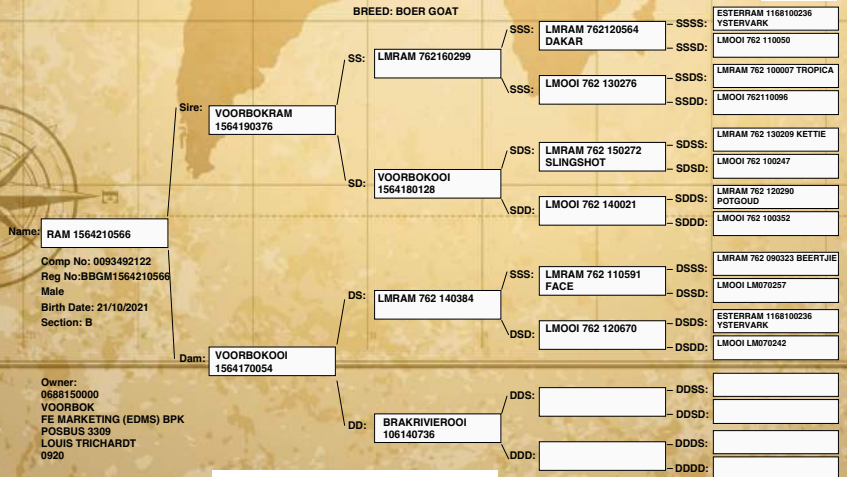 BREED: BOER GOAT
Name:
RAM 1564210566
Comp No: 0093492122
Reg No:BBGM1564210566
Male
Birth Date: 21/10/2021
Section: B
Owner:
0688150000
VOORBOK
FE MARKETING (EDMS) BPK
POSBUS 3309
LOUIS TRICHARDT
0920
Sire:
VOORBOKRAM
1564190376
Dam:
VOORBOKOOI
1564170054
SS:
LMRAM 762160299
SD:
VOORBOKOOI
1564180128
DS:
LMRAM 762 140384
DD:
BRAKRIVIEROOI
106140736
SSS:
LMRAM 762120564
DAKAR
SSS:
LMOOI 762 130276
SDS:
LMRAM 762 150272
SLINGSHOT
SDD:
LMOOI 762 140021
SSS:
LMRAM 762 110591
FACE
DSD:
LMOOI 762 120670
DDS:
DDD:
SSSS:
ESTERRAM 1168100236
YSTERVARK
SSSD:
LMOOI 762 110050
SSDS:
LMRAM 762 100007 TROPICA
SSDD:
LMOOI 762110096
SDSS:
LMRAM 762 130209 KETTIE
SDSD:
LMOOI 762 100247
SDDS:
LMRAM 762 120290
POTGOUD
SDDD:
LMOOI 762 100352
DSSS:
LMRAM 762 090323 BEERTJIE
DSSD:
LMOOI LM070257
DSDS:
ESTERRAM 1168100236
YSTERVARK
DSDD:
LMOOI LM070242
DDSS:
DDSD:
DDDS:
DDDD: